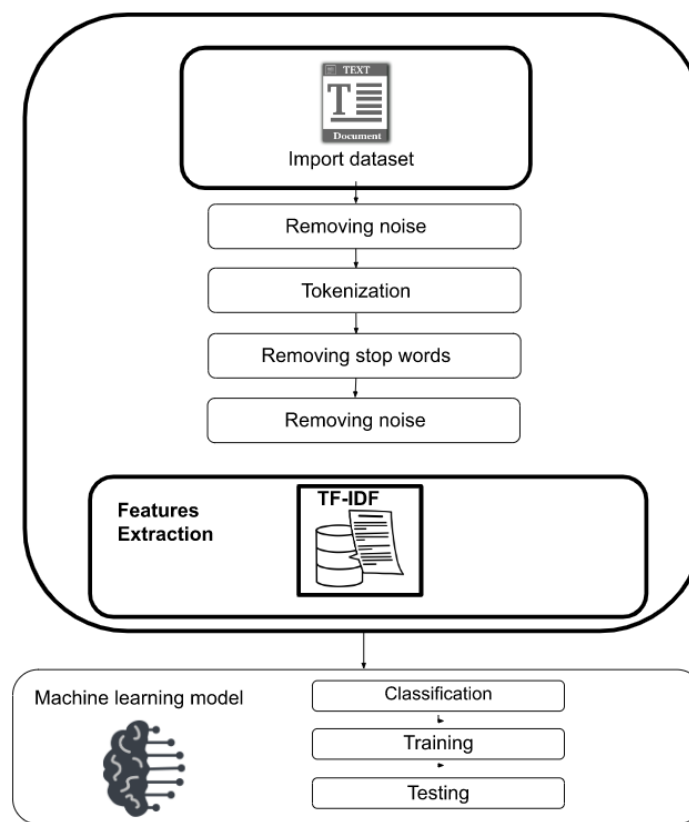 TEXT
T
Document
Import dataset
Removing noise
Tokenization
Removing stop words
Removing noise
Features
Extraction
TF-IDF
Machine learning model
Classification
Training
Testing